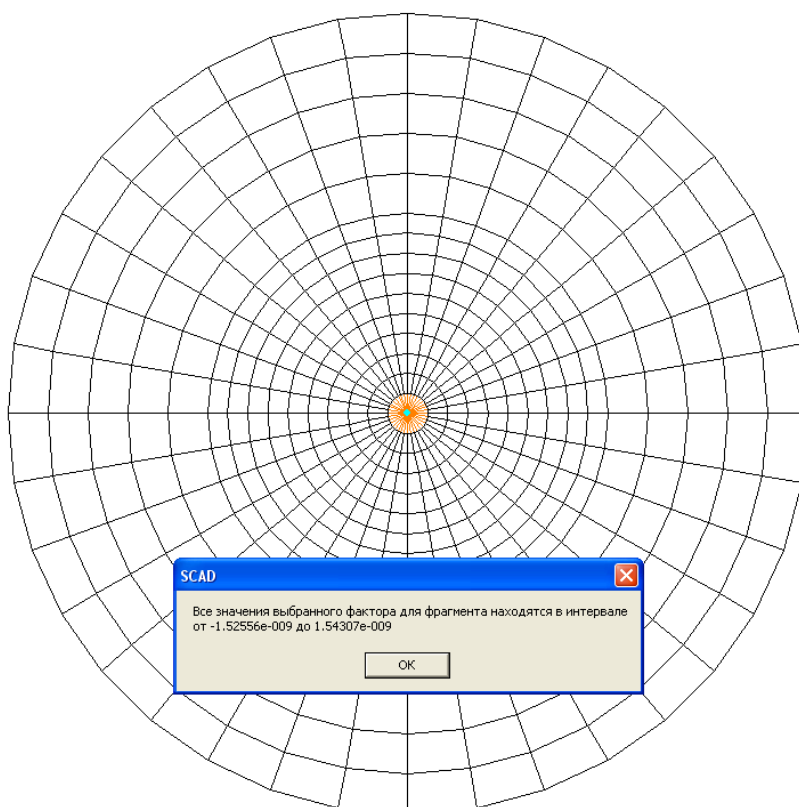 SCAD
Все значения выбранного фактора для фрагмента находятся в интервале
от -1.52556e-009 до 1.54307e-009
OK